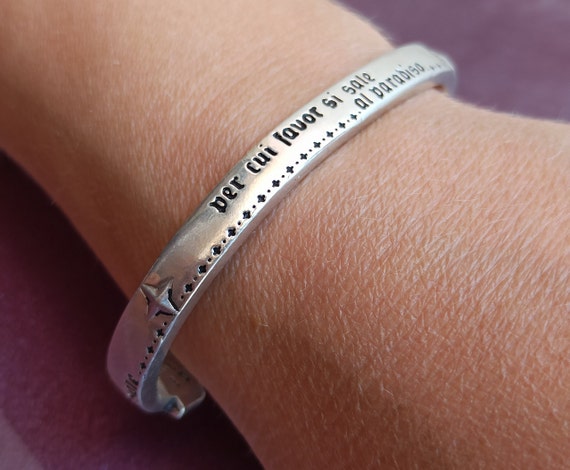 per cui favor si sale
al paradiso...